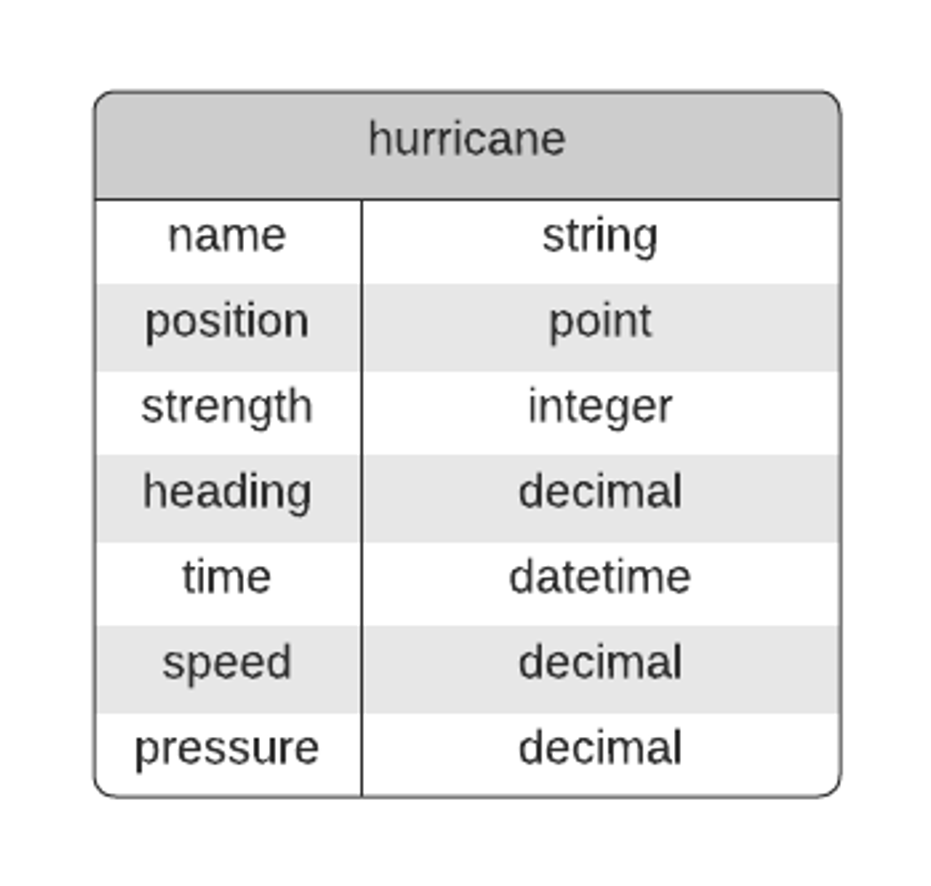 hurricane
name string
position point
strength integer
heading decimal
time datetime
speed decimal
pressure decimal